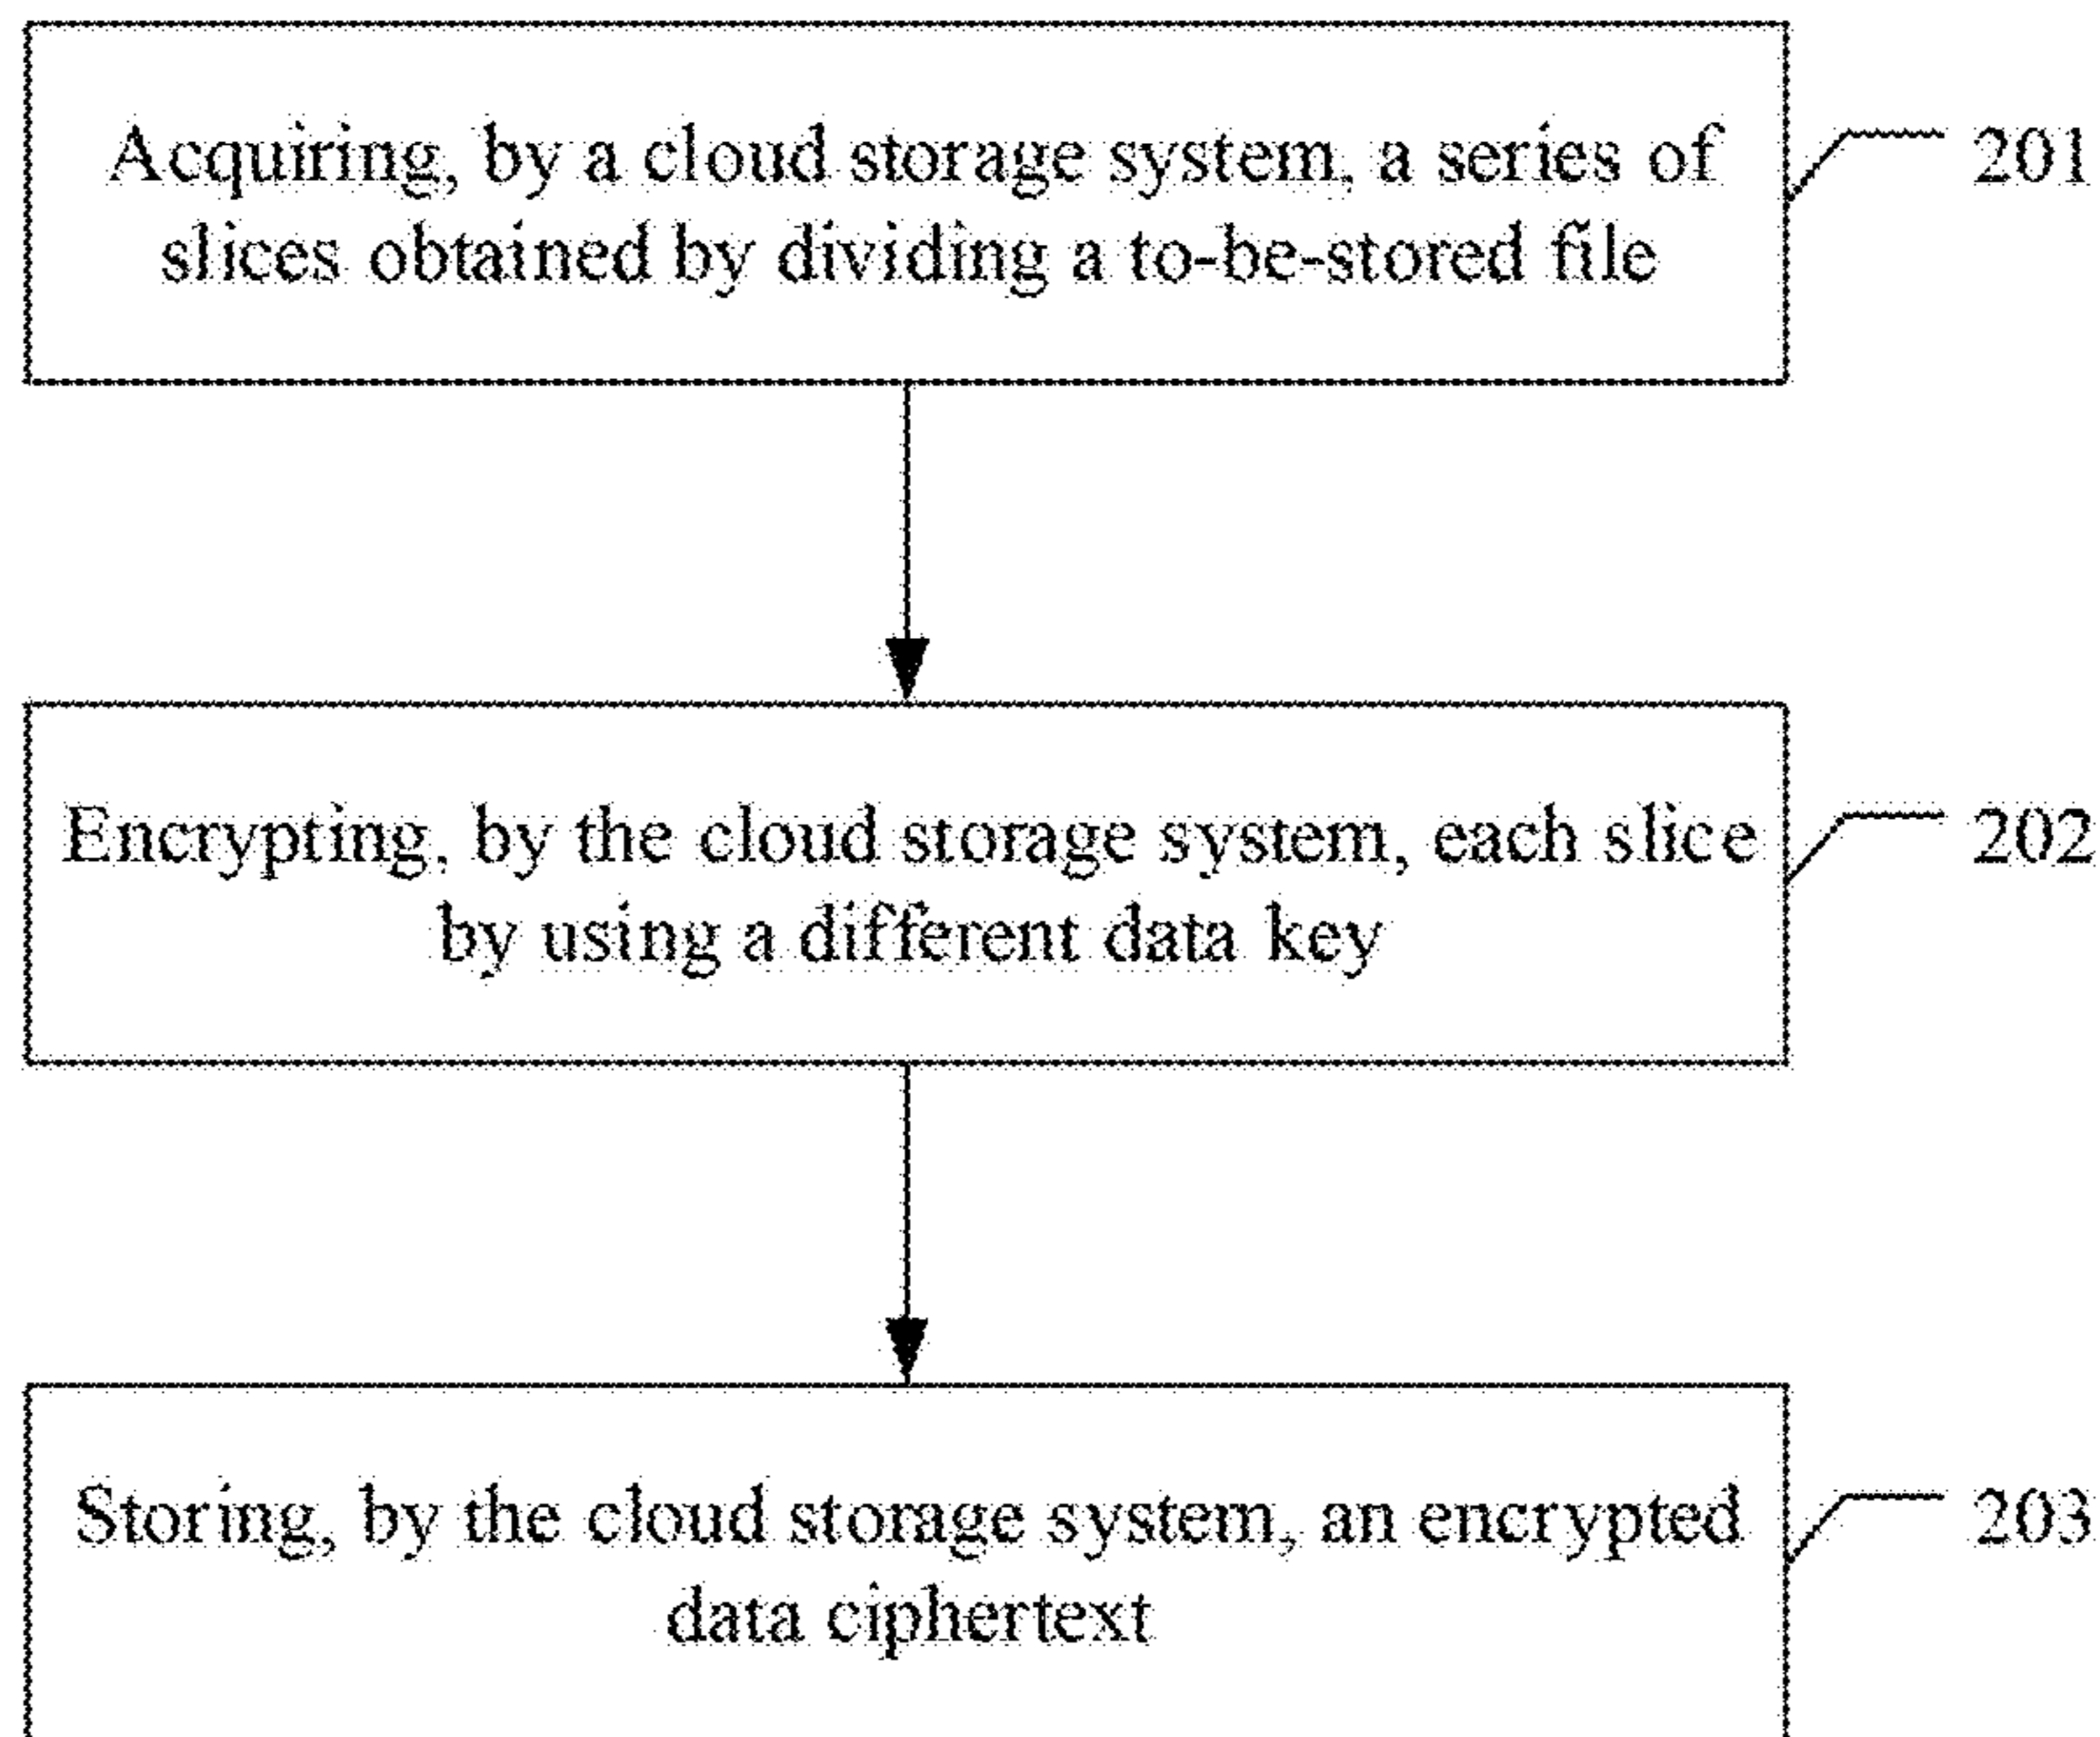 Acquiring, by a cloud storage system, a series of
slices obtained by dividing a to-be-stored file
201
Encrypting, by the cloud storage system, each slice
by using a different data key
202
Storing, by the cloud storage system, an encrypted
data ciphertext
203